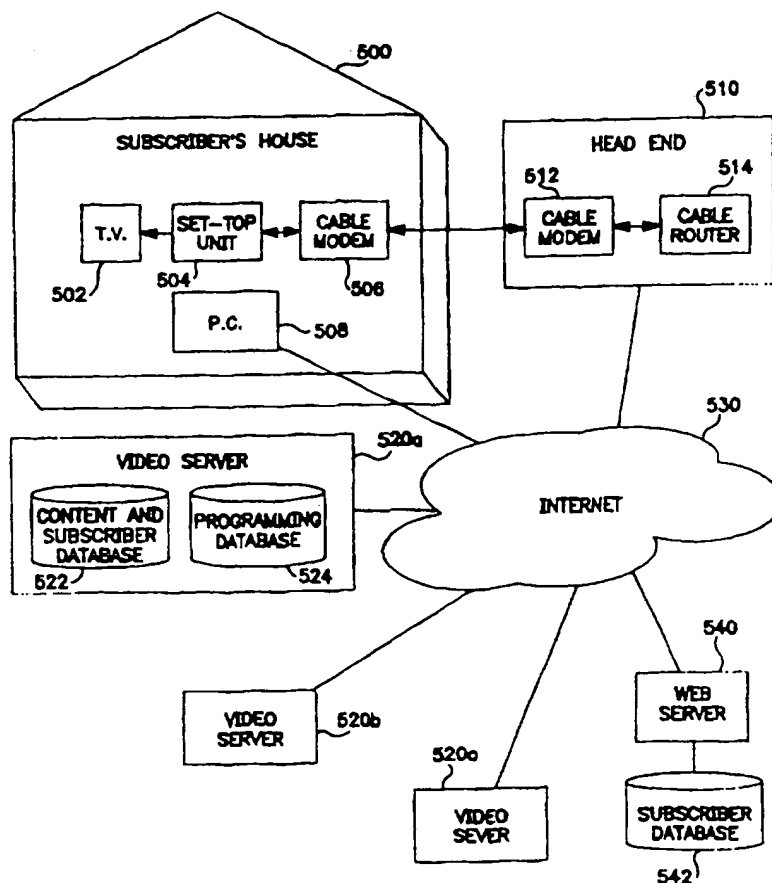 500
SUBSCRIBER'S HOUSE
T.V.
502
SET-TOP
UNIT
504
CABLE
MODEM
506
P.C.
508
510
HEAD END
512
514
CABLE
MODEM
CABLE
ROUTER
520a
VIDEO SERVER
CONTENT AND
SUBSCRIBER
DATABASE
522
PROGRAMMING
DATABASE
524
530
INTERNET
VIDEO
SERVER
520b
520c
VIDEO
SEVER
540
WEB
SERVER
SUBSCRIBER
DATABASE
542